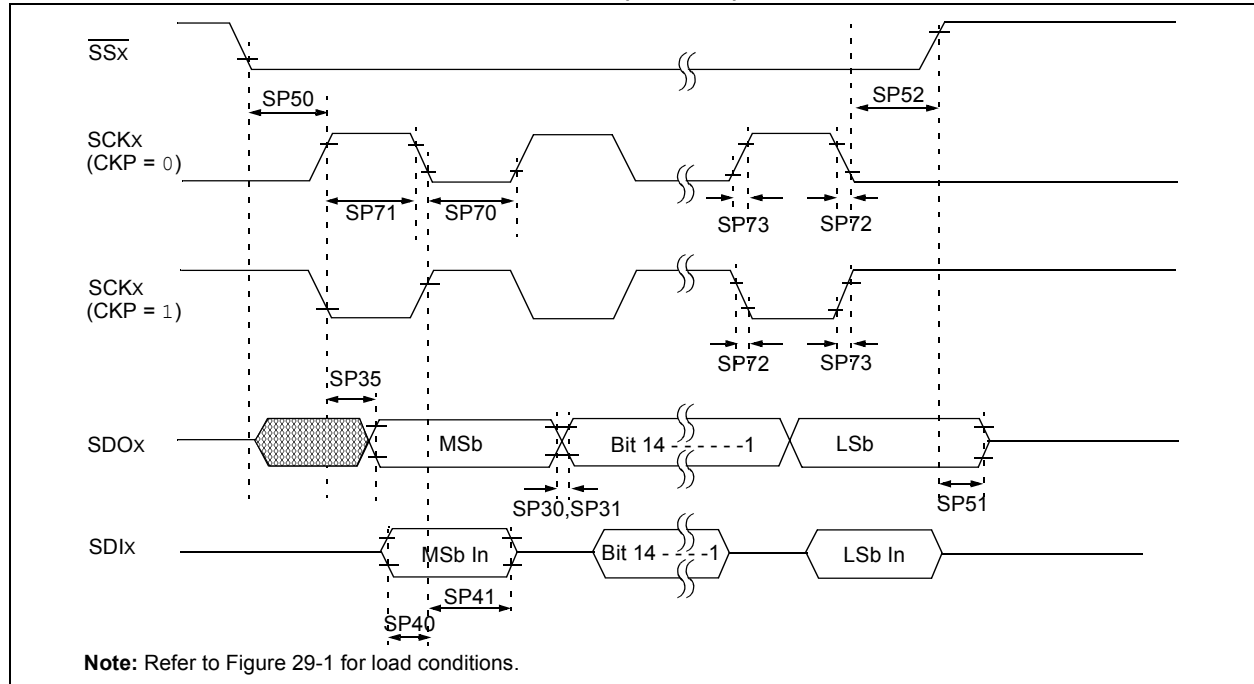 SSx
SP50
SP52
SCKx
(CKP = 0)
SP71
SP70
SP73
SP72
SCKx
(CKP = 1)
SP72
SP73
SP35
SDOx
MSb
Bit 14 - - - - - -1
LSb
SP30,SP31
SP51
SDIx
MSb In
Bit 14 - - - -1
LSb In
SP41
SP40
Note: Refer to Figure 29-1 for load conditions.